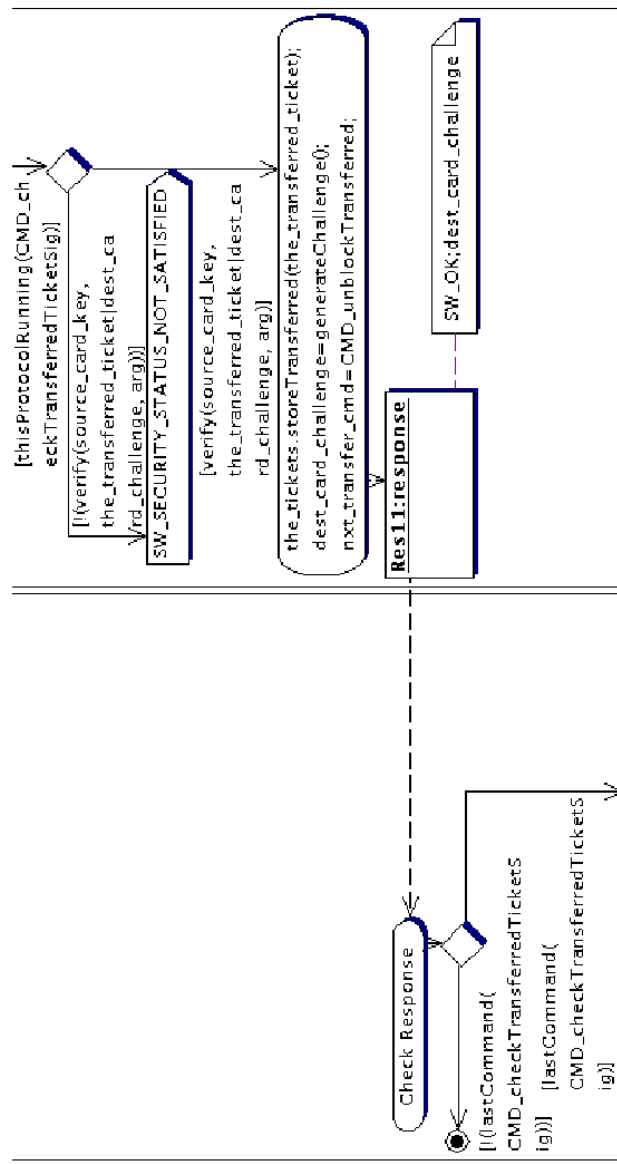 [thisProtocolRunning(CMD_ch
eckTransferredTicketSig)]
[!(verify(source_card_key,
the_transferred_ticket|dest_ca
rd_challenge, arg))]
SW_SECURITY_STATUS_NOT_SATISFIED
[verify(source_card_key,
the_transferred_ticket|dest_ca
rd_challenge, arg)]
the_tickets.storeTransferred(the_transferred_ticket);
dest_card_challenge=generateChallenge();
nxt_transfer_cmd=CMD_unblockTransferred;
Res11:response
SW_OK;dest_card_challenge
Check Response
[!(lastCommand(
CMD_checkTransferredTicketS
ig))]
[lastCommand(
CMD_checkTransferredTicketS
ig)]